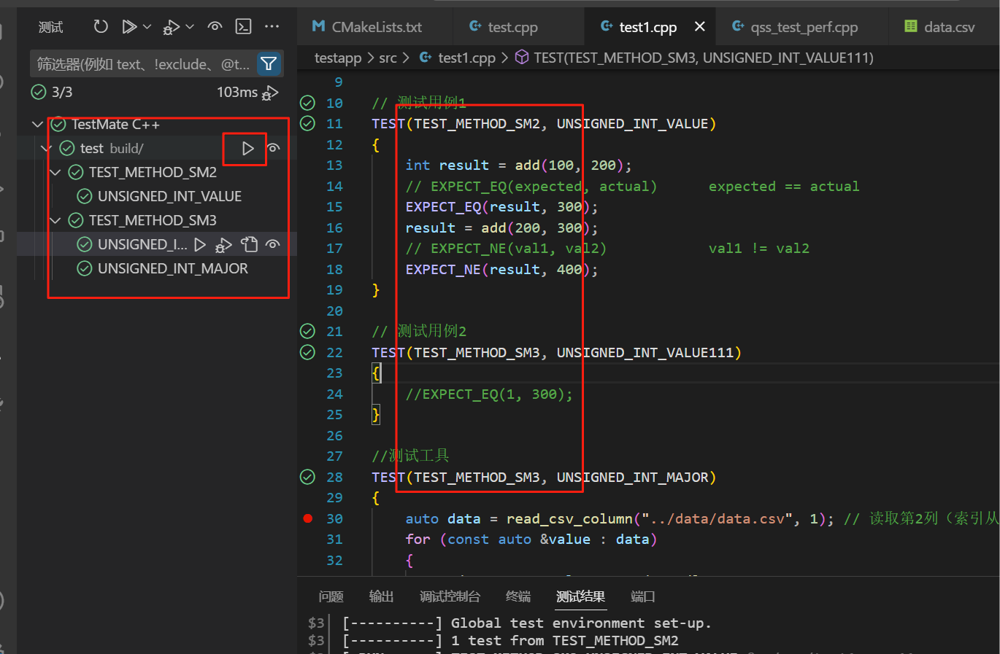 测试
筛选器(例如 text、!exclude、@t...
3/3 103ms
TestMate C++
test build/
TEST_METHOD_SM2
UNSIGNED_INT_VALUE
TEST_METHOD_SM3
UNSIGNED_I...
UNSIGNED_INT_MAJOR
CMakeLists.txt test.cpp test1.cpp qss_test_perf.cpp data.csv
testapp > src > test1.cpp > TEST(TEST_METHOD_SM3, UNSIGNED_INT_VALUE111)
9
10 // 测试用例1
11 TEST(TEST_METHOD_SM2, UNSIGNED_INT_VALUE)
12 {
13 int result = add(100, 200);
14 // EXPECT_EQ(expected, actual) expected == actual
15 EXPECT_EQ(result, 300);
16 result = add(200, 300);
17 // EXPECT_NE(val1, val2) val1 != val2
18 EXPECT_NE(result, 400);
19 }
20
21 // 测试用例2
22 TEST(TEST_METHOD_SM3, UNSIGNED_INT_VALUE111)
23 {
24 //EXPECT_EQ(1, 300);
25 }
26
27 //测试工具
28 TEST(TEST_METHOD_SM3, UNSIGNED_INT_MAJOR)
29 {
30 auto data = read_csv_column("../data/data.csv", 1); // 读取第2列（索引从
31 for (const auto &value : data)
32 {
问题 输出 调试控制台 终端 测试结果 端口
$3 [----------] Global test environment set-up.
$3 [----------] 1 test from TEST_METHOD_SM2